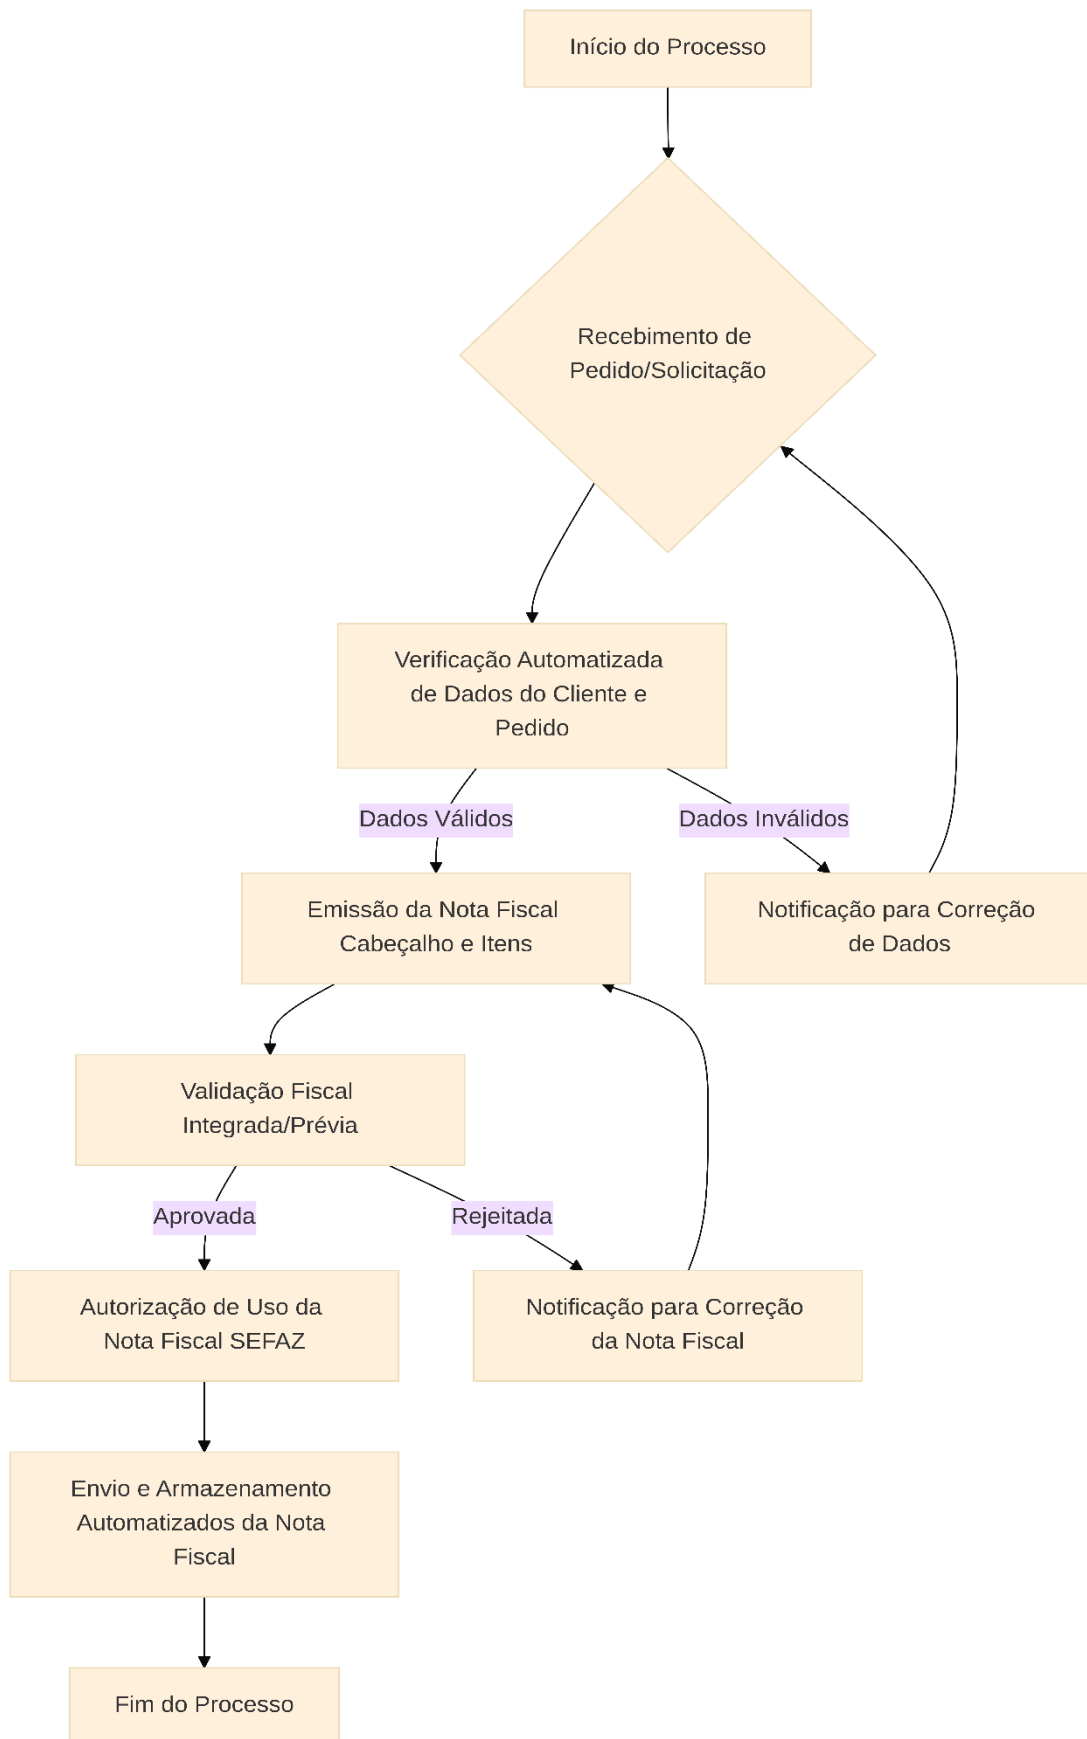 Início do Processo
Recebimento de
Pedido/Solicitação
Verificação Automatizada
de Dados do Cliente e
Pedido
Dados Válidos
Dados Inválidos
Emissão da Nota Fiscal
Cabeçalho e Itens
Notificação para Correção
de Dados
Validação Fiscal
Integrada/Prévia
Aprovada
Rejeitada
Autorização de Uso da
Nota Fiscal SEFAZ
Notificação para Correção
da Nota Fiscal
Envio e Armazenamento
Automatizados da Nota
Fiscal
Fim do Processo